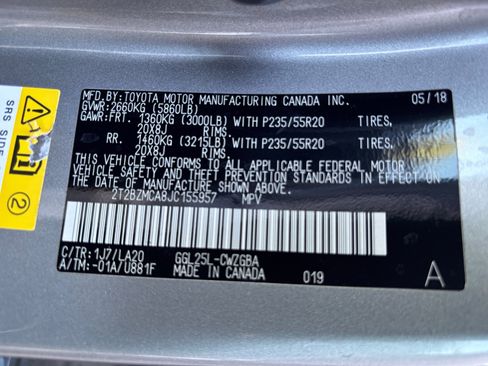 MFD.BY:TOYOTA MOTOR MANUFACTURING CANADA INC. 05/18
GVWR:2660KG (5860LB)
GAWR:FRT. 1360KG (3000LB) WITH P235/55R20 TIRES,
20X8J RIMS.
RR. 1460KG (3215LB) WITH P235/55R20 TIRES,
20X8J RIMS.
THIS VEHICLE CONFORMS TO ALL APPLICABLE FEDERAL MOTOR
VEHICLE SAFETY AND THEFT PREVENTION STANDARDS IN EFFECT ON
THE DATE OF MANUFACTURE SHOWN ABOVE.
2T2BZMCA8JC155957 MPV
C/TR:1J7/LA20 GGL25L-CWZGBA
A/TM:-01A/U881F MADE IN CANADA 019 A
SRS SIDE
2